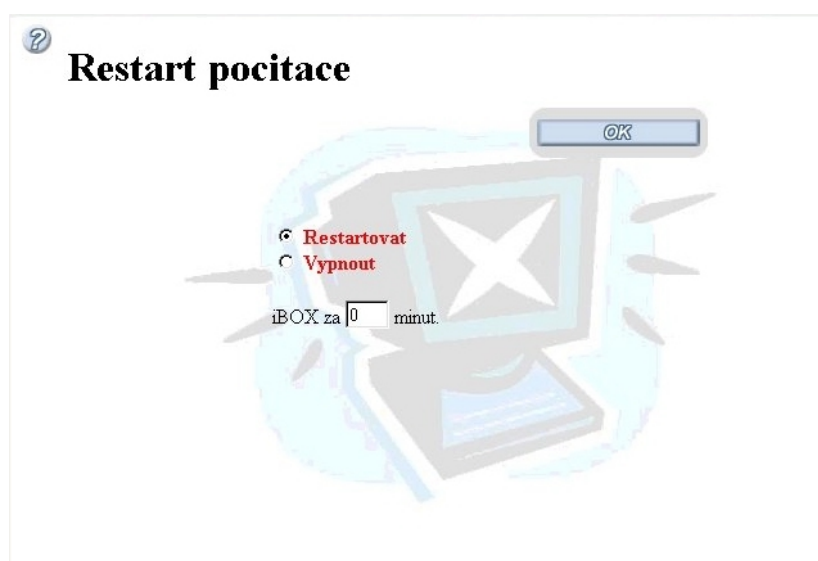 ?
Restart pocitace
OK
Restartovat
Vypnout
iBOX za 0 minut.